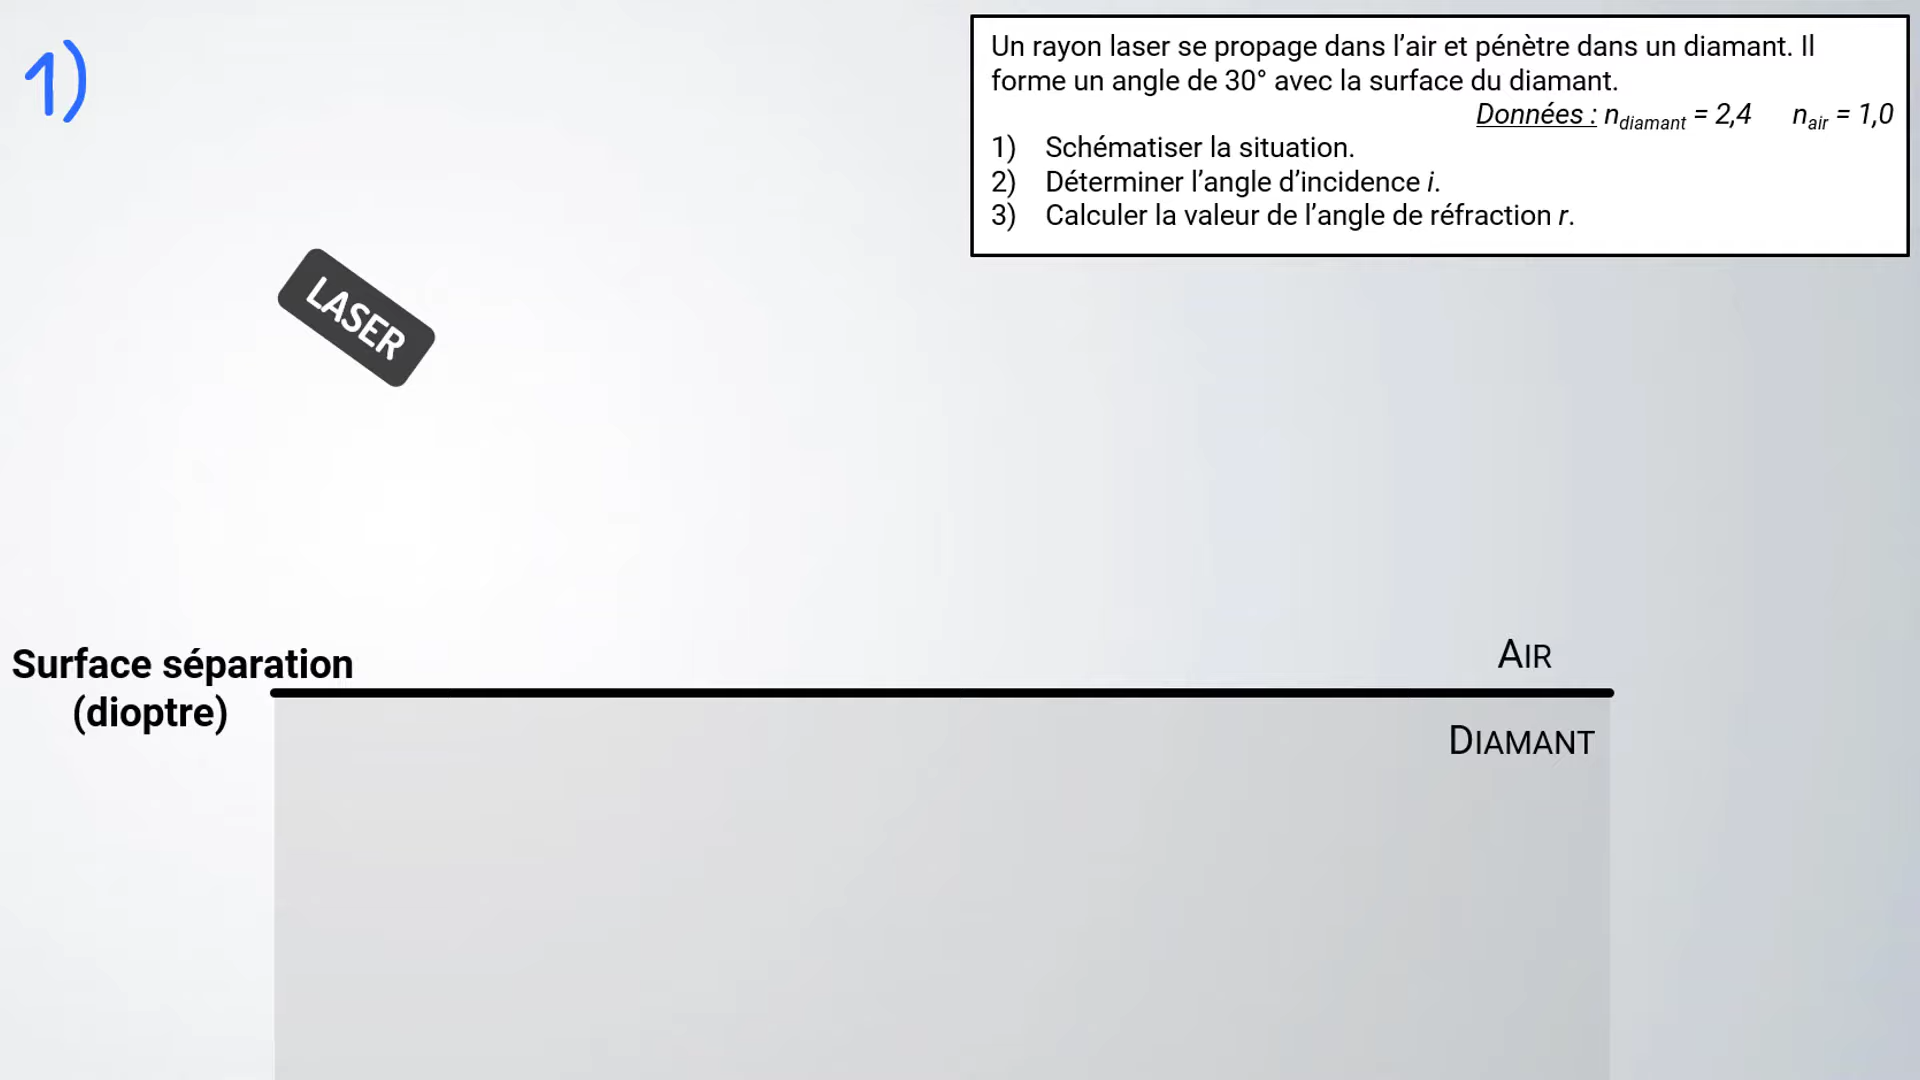 1)
Un rayon laser se propage dans l’air et pénètre dans un diamant. Il
forme un angle de 30° avec la surface du diamant.
Données : n_diamant = 2,4 n_air = 1,0
1) Schématiser la situation.
2) Déterminer l’angle d’incidence i.
3) Calculer la valeur de l’angle de réfraction r.
LASER
Surface séparation
(dioptre)
AIR
DIAMANT